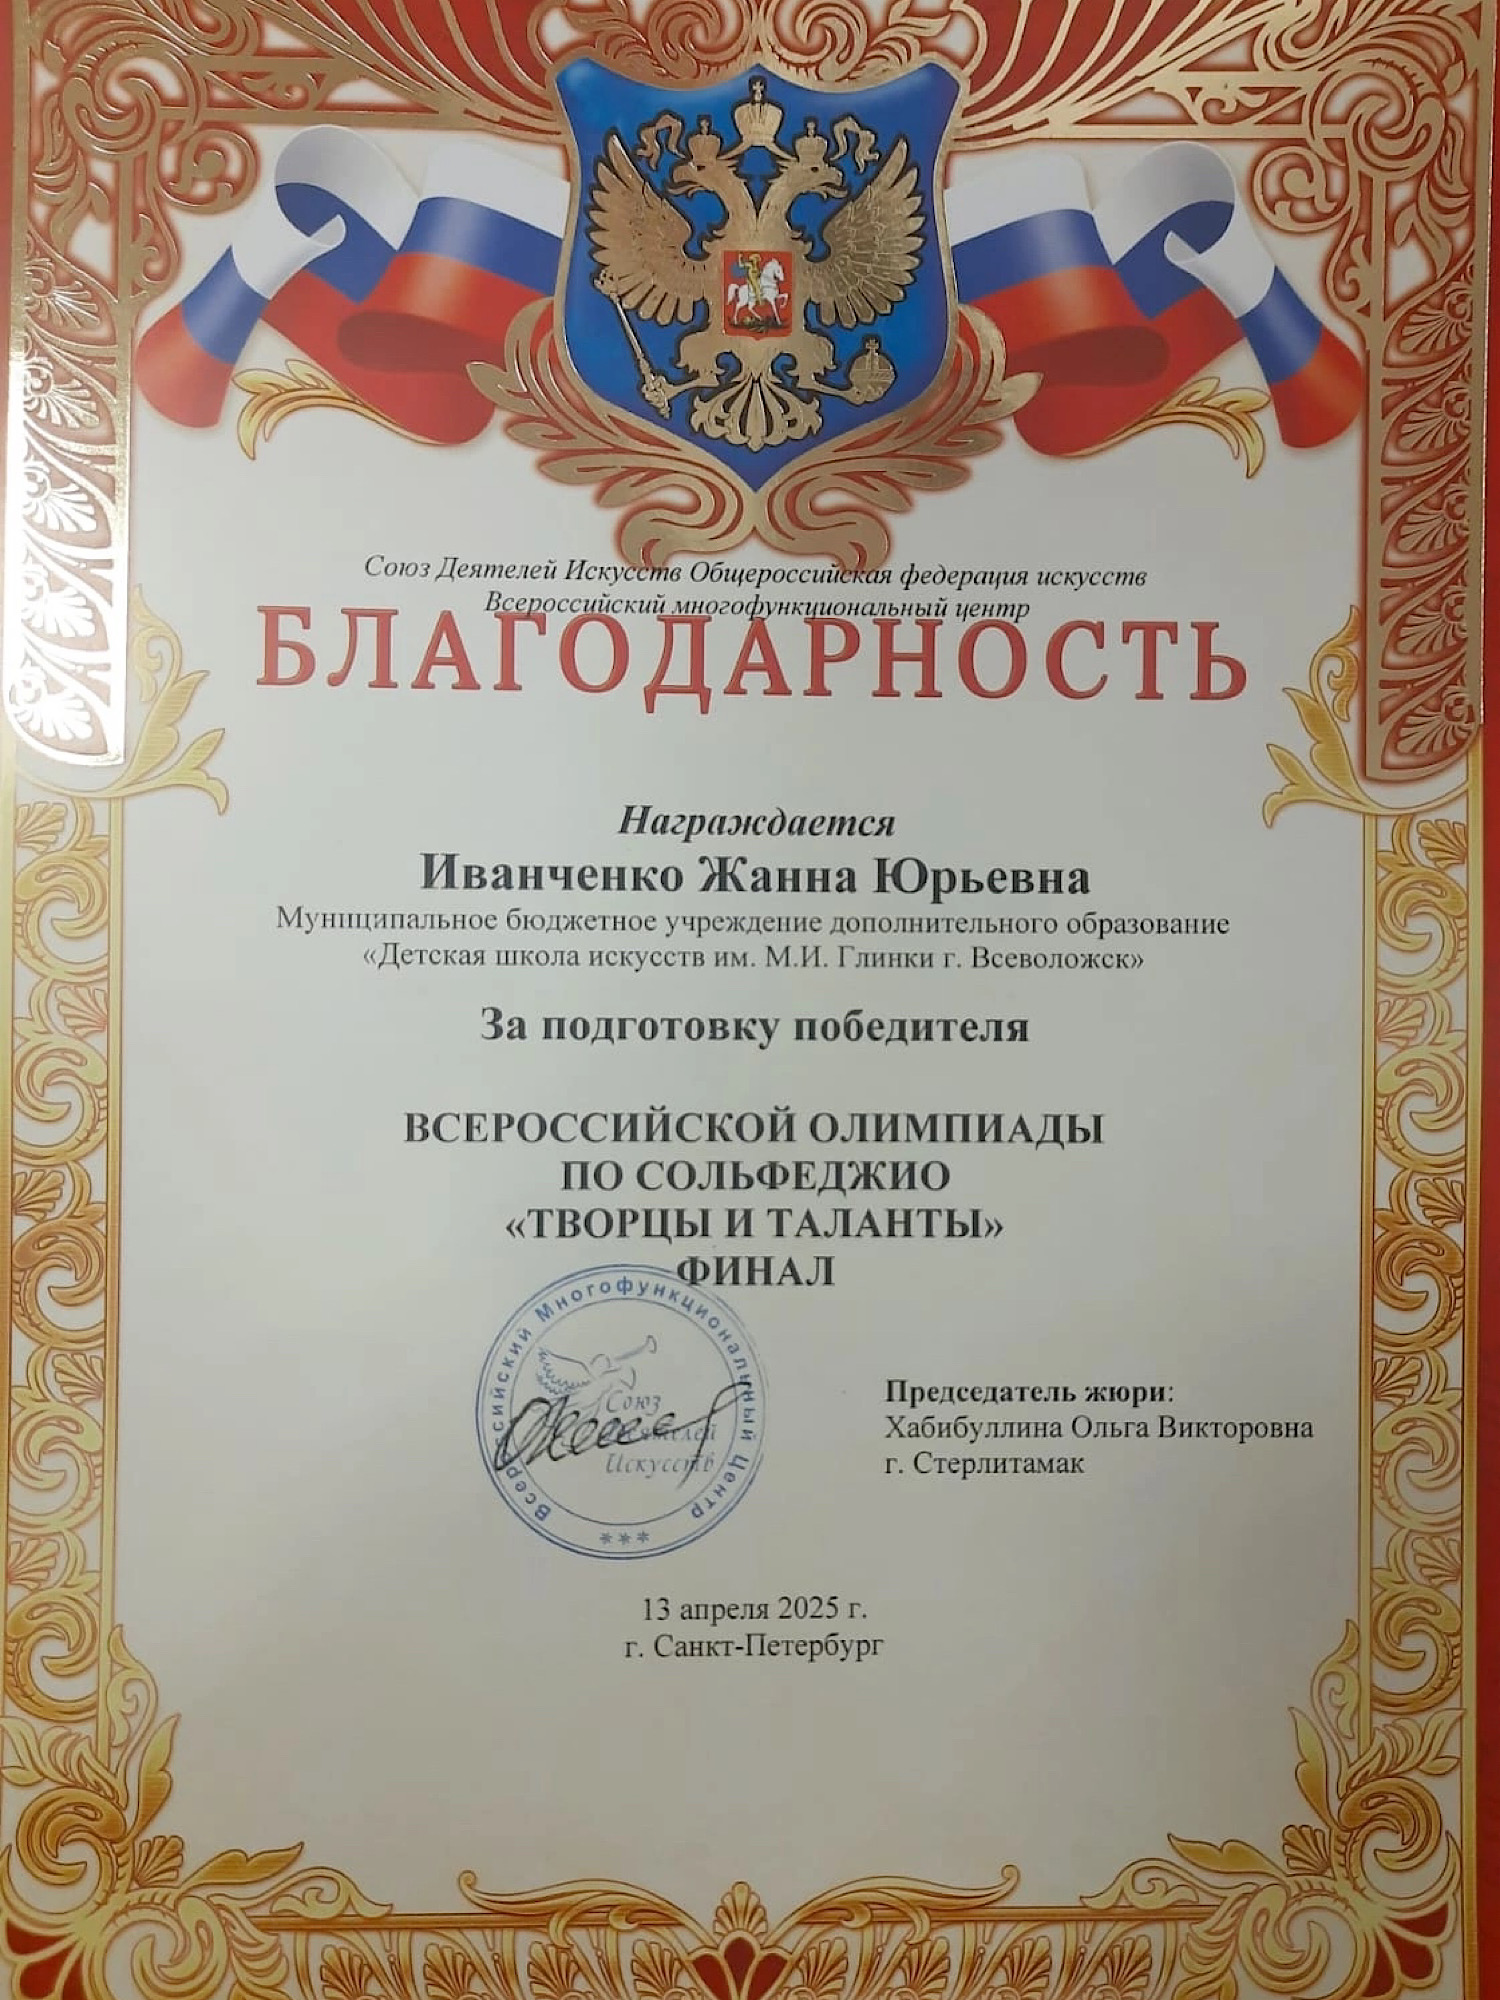 Союз Деятелей Искусств Общероссийская федерация искусств
Всероссийский многофункциональный центр
БЛАГОДАРНОСТЬ
Награждается
Иванченко Жанна Юрьевна
Муниципальное бюджетное учреждение дополнительного образование
«Детская школа искусств им. М.И. Глинки г. Всеволожск»
За подготовку победителя
ВСЕРОССИЙСКОЙ ОЛИМПИАДЫ
ПО СОЛЬФЕДЖИО
«ТВОРЦЫ И ТАЛАНТЫ»
ФИНАЛ
Всероссийский Многофункциональный Центр
Союз
Деятелей
Искусств
***
Председатель жюри:
Хабибуллина Ольга Викторовна
г. Стерлитамак
13 апреля 2025 г.
г. Санкт-Петербург